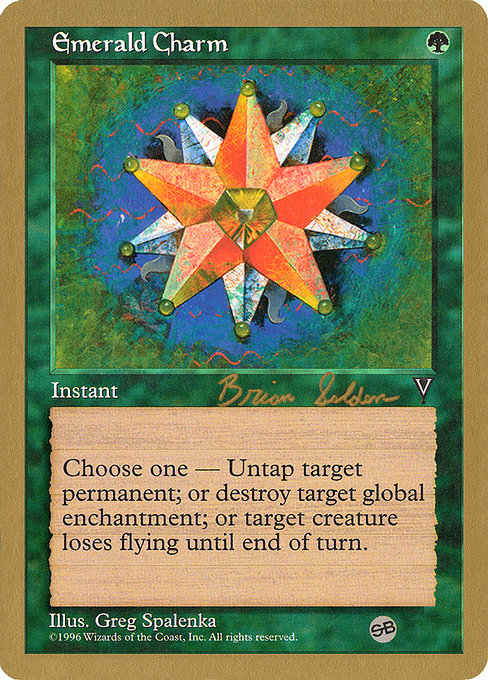 Emerald Charm
Instant
Brian Selden
V
Choose one — Untap target
permanent; or destroy target global
enchantment; or target creature
loses flying until end of turn.
Illus. Greg Spalenka
©1996 Wizards of the Coast, Inc. All rights reserved.
SB